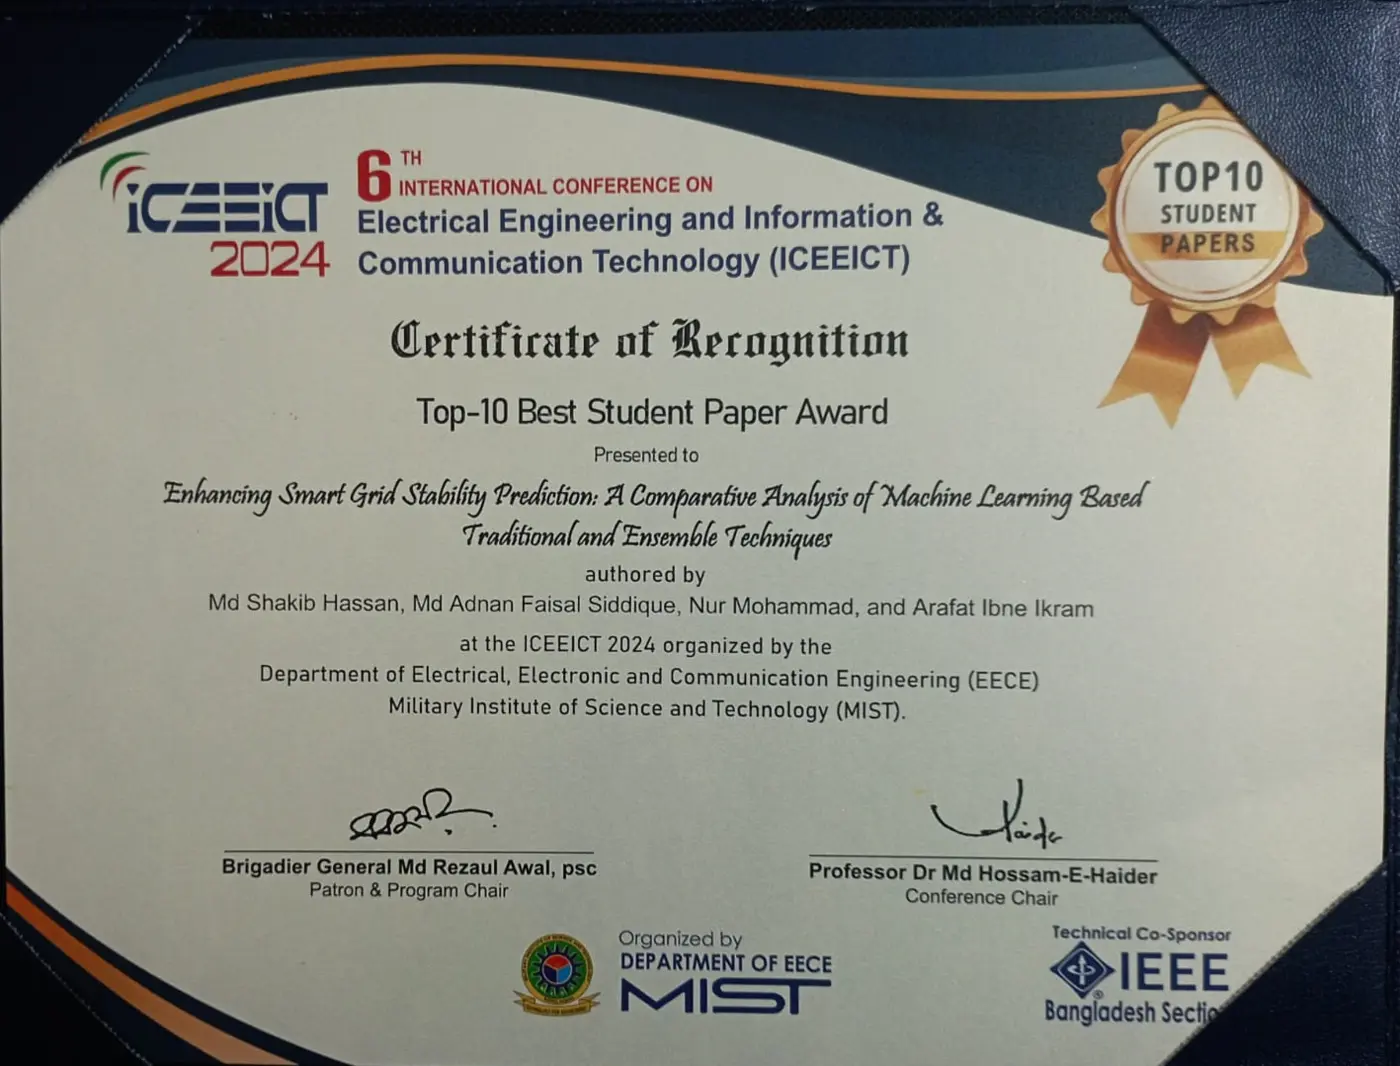 iCEEiCT
2024
6TH
INTERNATIONAL CONFERENCE ON
Electrical Engineering and Information &
Communication Technology (ICEEICT)
TOP10
STUDENT
PAPERS
Certificate of Recognition
Top-10 Best Student Paper Award
Presented to
Enhancing Smart Grid Stability Prediction: A Comparative Analysis of Machine Learning Based
Traditional and Ensemble Techniques
authored by
Md Shakib Hassan, Md Adnan Faisal Siddique, Nur Mohammad, and Arafat Ibne Ikram
at the ICEEICT 2024 organized by the
Department of Electrical, Electronic and Communication Engineering (EECE)
Military Institute of Science and Technology (MIST).
Haider
Brigadier General Md Rezaul Awal, psc
Patron & Program Chair
Professor Dr Md Hossam-E-Haider
Conference Chair
Organized by
DEPARTMENT OF EECE
MIST
Technical Co-Sponsor
IEEE
Bangladesh Sectio